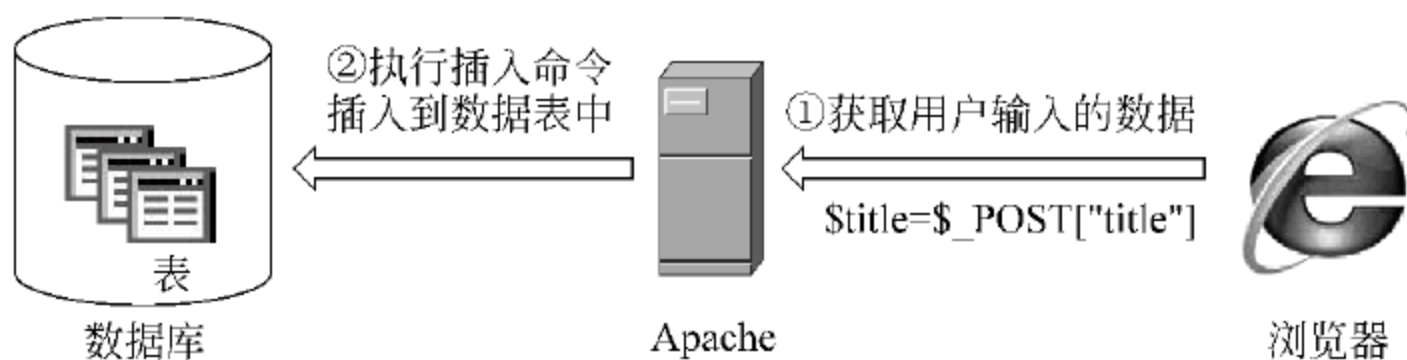 ②执行插入命令
插入到数据表中
①获取用户输入的数据
$title=$_POST["title"]
表
数据库
Apache
浏览器